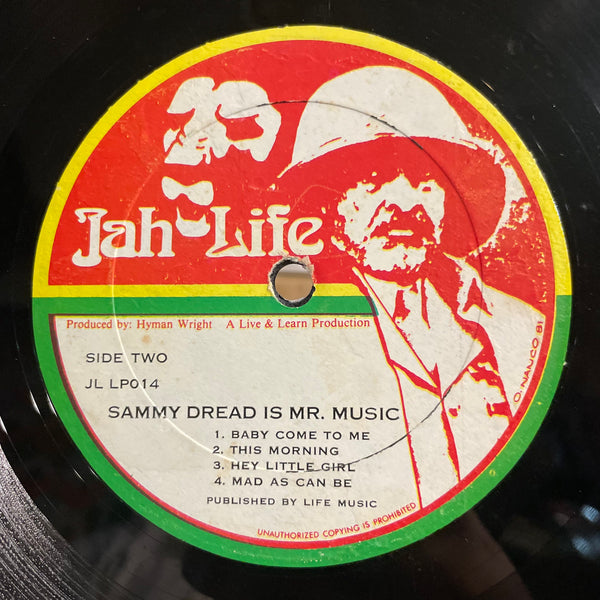 Jah Life
Produced by: Hyman Wright A Live & Learn Production
SIDE TWO
JL LP014
SAMMY DREAD IS MR. MUSIC
1. BABY COME TO ME
2. THIS MORNING
3. HEY LITTLE GIRL
4. MAD AS CAN BE
PUBLISHED BY LIFE MUSIC
UNAUTHORIZED COPYING IS PROHIBITED
O. NANCO 81